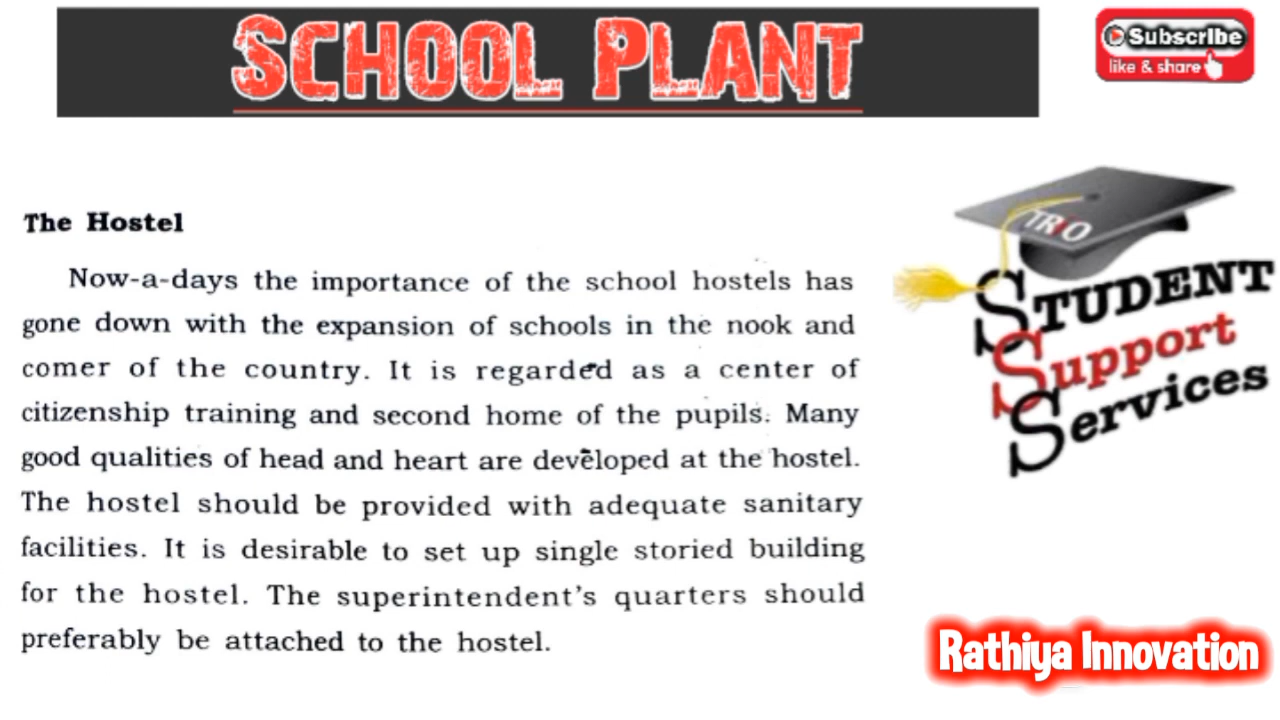 SCHOOL PLANT
Subscribe
like & share
The Hostel
Now-a-days the importance of the school hostels has
gone down with the expansion of schools in the nook and
comer of the country. It is regarded as a center of
citizenship training and second home of the pupils. Many
good qualities of head and heart are developed at the hostel.
The hostel should be provided with adequate sanitary
facilities. It is desirable to set up single storied building
for the hostel. The superintendent's quarters should
preferably be attached to the hostel.
TRiO
STUDENT
Support
Services
Rathiya Innovation